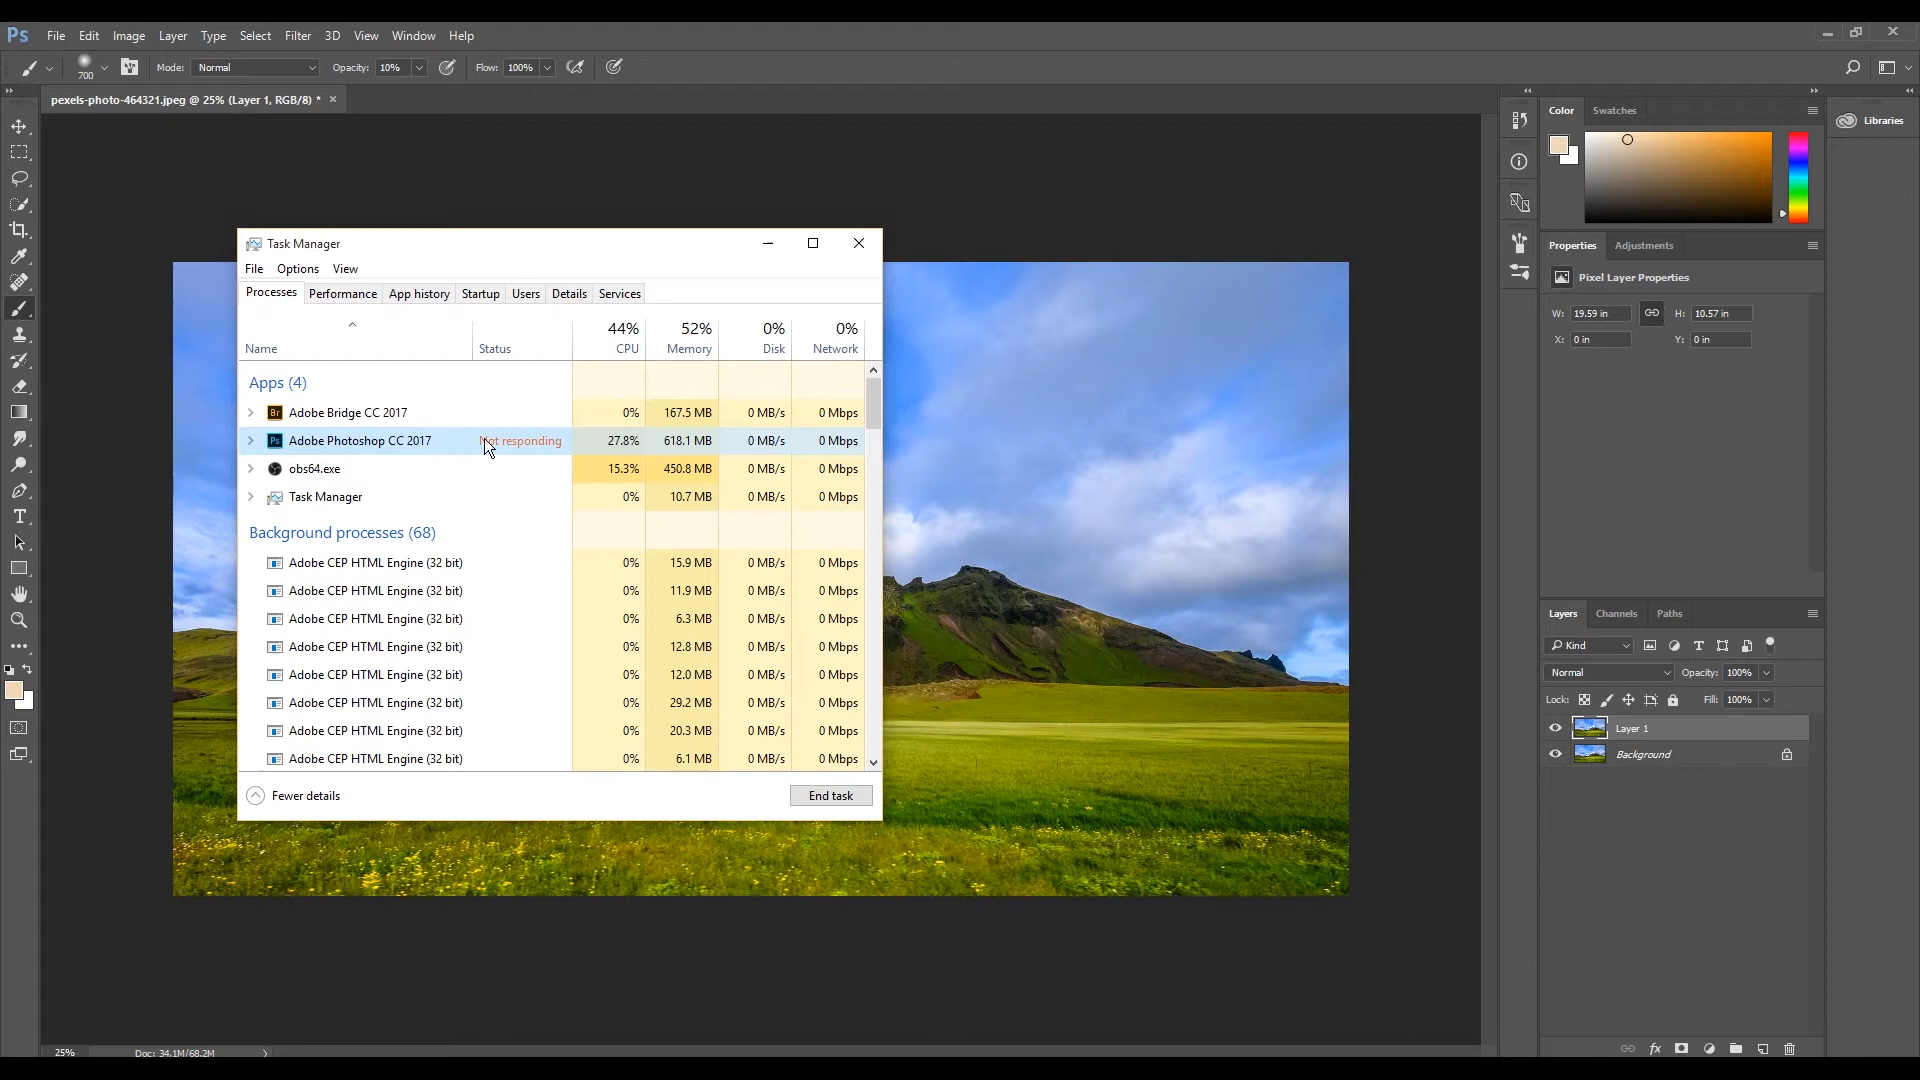 Ps File Edit Image Layer Type Select Filter 3D View Window Help
700 Mode: Normal Opacity: 10% Flow: 100%
pexels-photo-464321.jpeg @ 25% (Layer 1, RGB/8) * ×
Color Swatches
Libraries
Properties Adjustments
Pixel Layer Properties
W: 19.59 in H: 10.57 in
X: 0 in Y: 0 in
Task Manager
File Options View
Processes Performance App history Startup Users Details Services
44% 52% 0% 0%
Name Status CPU Memory Disk Network
Apps (4)
Br Adobe Bridge CC 2017 0% 167.5 MB 0 MB/s 0 Mbps
Ps Adobe Photoshop CC 2017 Not responding 27.8% 618.1 MB 0 MB/s 0 Mbps
obs64.exe 15.3% 450.8 MB 0 MB/s 0 Mbps
Task Manager 0% 10.7 MB 0 MB/s 0 Mbps
Background processes (68)
Adobe CEP HTML Engine (32 bit) 0% 15.9 MB 0 MB/s 0 Mbps
Adobe CEP HTML Engine (32 bit) 0% 11.9 MB 0 MB/s 0 Mbps
Adobe CEP HTML Engine (32 bit) 0% 6.3 MB 0 MB/s 0 Mbps
Adobe CEP HTML Engine (32 bit) 0% 12.8 MB 0 MB/s 0 Mbps
Adobe CEP HTML Engine (32 bit) 0% 12.0 MB 0 MB/s 0 Mbps
Adobe CEP HTML Engine (32 bit) 0% 29.2 MB 0 MB/s 0 Mbps
Adobe CEP HTML Engine (32 bit) 0% 20.3 MB 0 MB/s 0 Mbps
Adobe CEP HTML Engine (32 bit) 0% 6.1 MB 0 MB/s 0 Mbps
Fewer details End task
Layers Channels Paths
Kind
Normal Opacity: 100%
Lock: Fill: 100%
Layer 1
Background
fx
25% Doc: 34.1M/68.2M